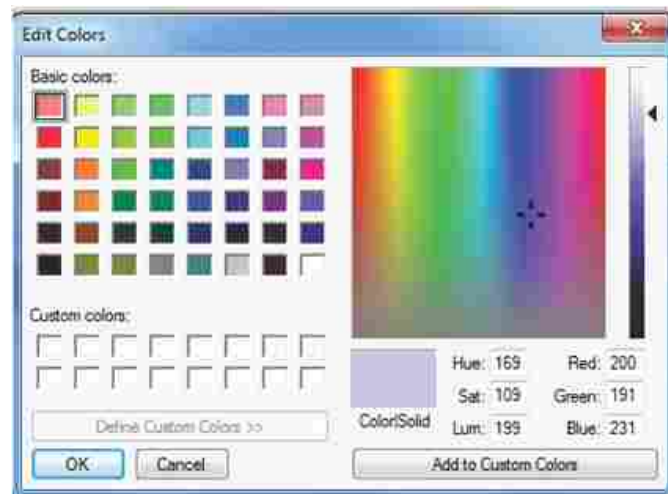 Edit Colors
Basic colors:
Custom colors:
Define Custom Colors >>
OK Cancel
Color|Solid
Hue: 169 Red: 200
Sat: 109 Green: 191
Lum: 199 Blue: 231
Add to Custom Colors